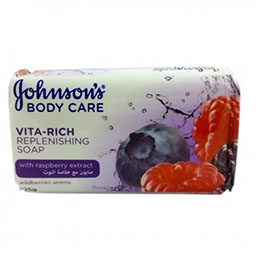 Johnson's
BODY CARE
VITA-RICH
REPLENISHING
SOAP
with raspberry extract
صابون مع خلاصة التوت
wildberries aroma